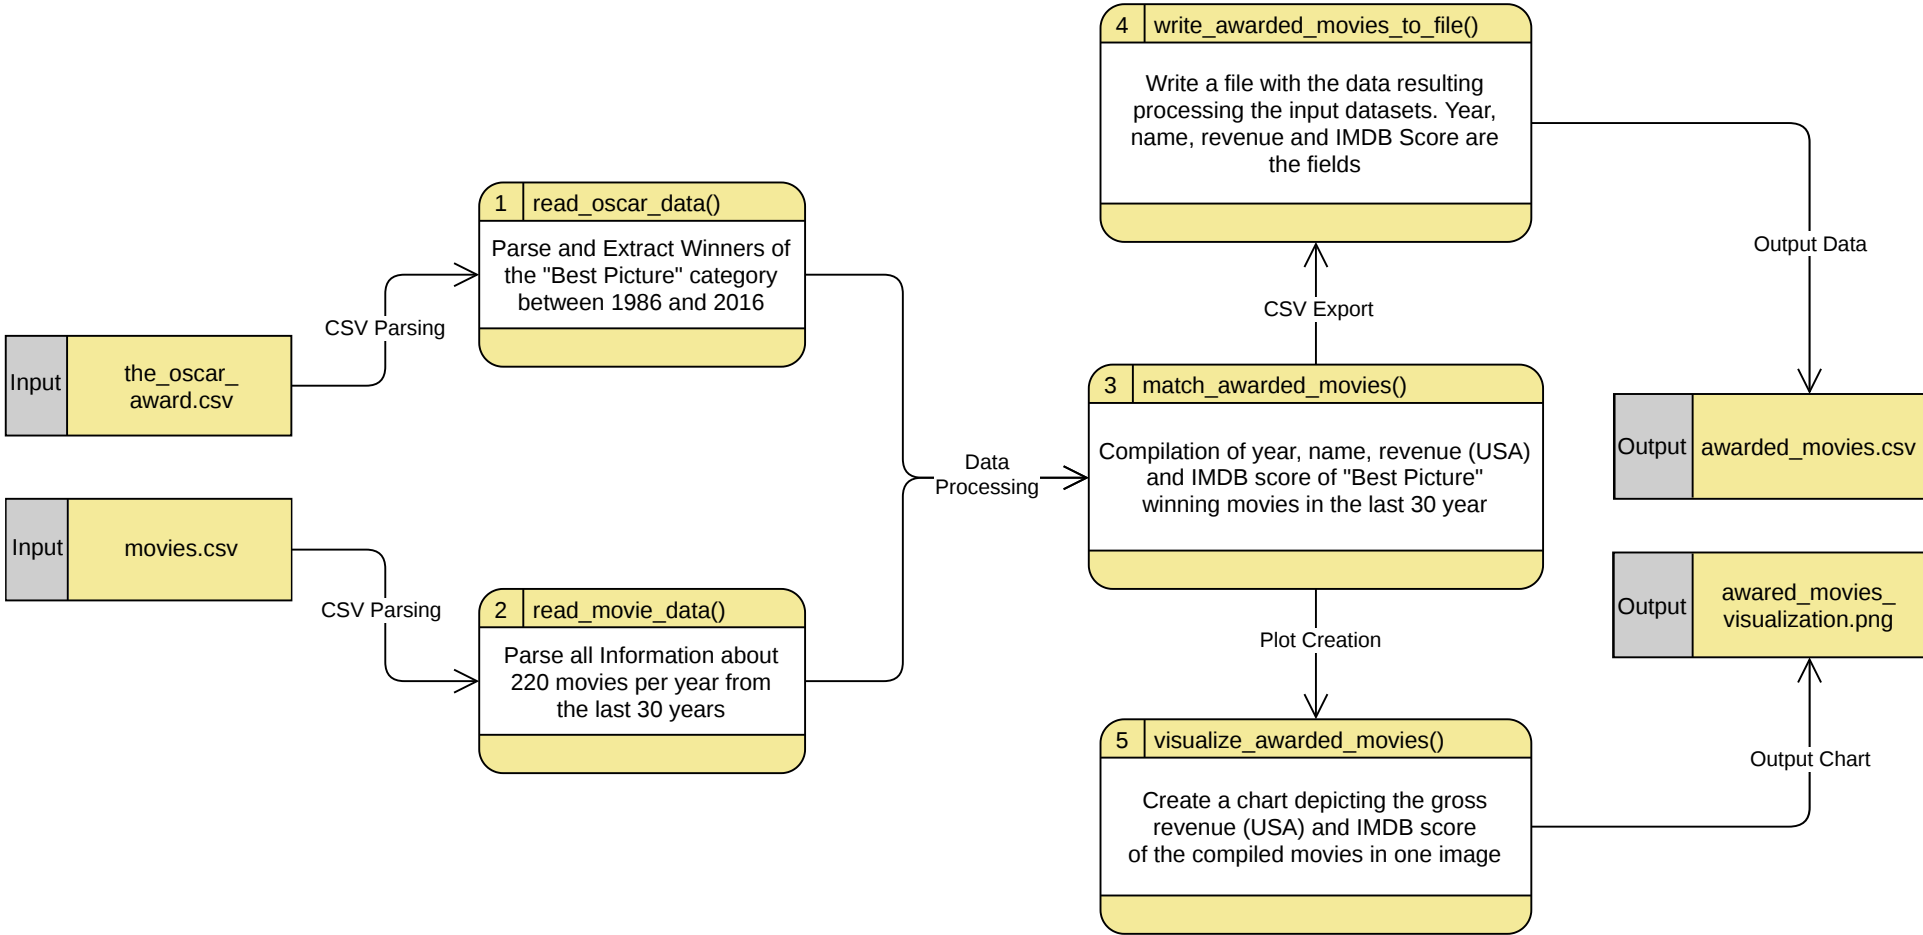 Input
the_oscar_
award.csv
Input
movies.csv
CSV Parsing
CSV Parsing
1 read_oscar_data()
Parse and Extract Winners of
the "Best Picture" category
between 1986 and 2016
2 read_movie_data()
Parse all Information about
220 movies per year from
the last 30 years
Data
Processing
3 match_awarded_movies()
Compilation of year, name, revenue (USA)
and IMDB score of "Best Picture"
winning movies in the last 30 year
CSV Export
4 write_awarded_movies_to_file()
Write a file with the data resulting
processing the input datasets. Year,
name, revenue and IMDB Score are
the fields
Plot Creation
5 visualize_awarded_movies()
Create a chart depicting the gross
revenue (USA) and IMDB score
of the compiled movies in one image
Output Data
Output
awarded_movies.csv
Output
awared_movies_
visualization.png
Output Chart